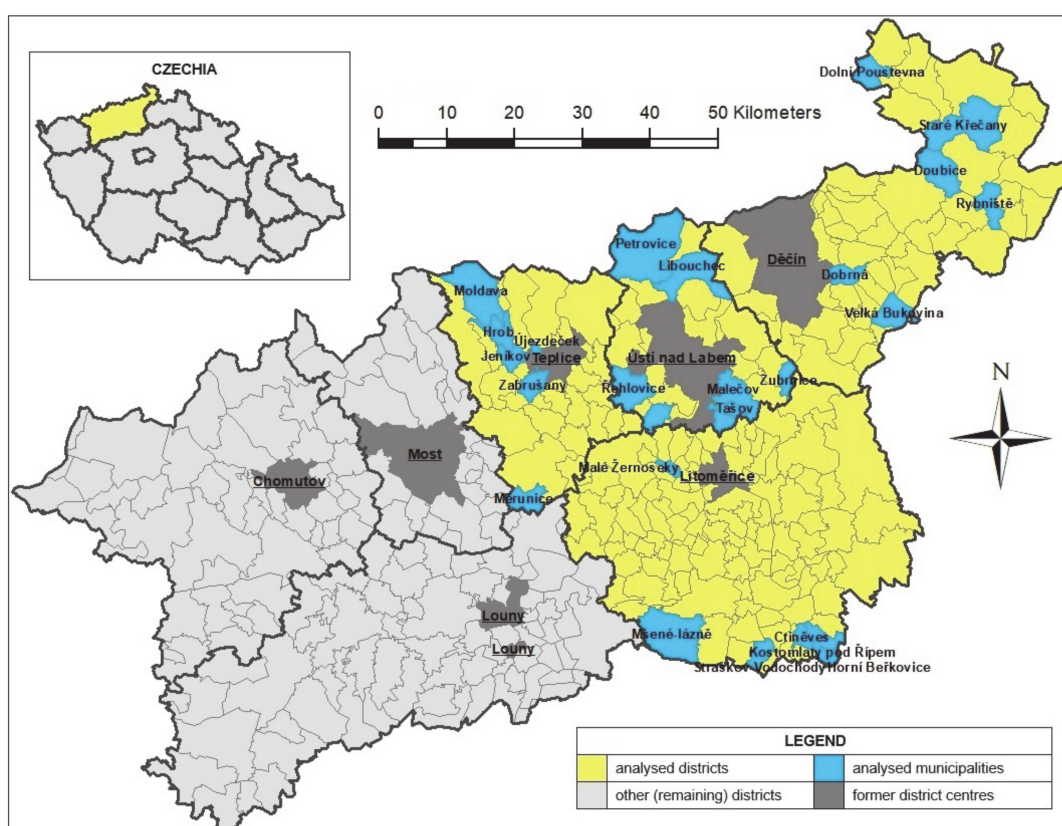 CZECHIA
0 10 20 30 40 50 Kilometers
Dolní Poustevna
Staré Křečany
Doubice
Rybniště
Petrovice
Libouchec
Děčín
Dobrná
Velká Bukovina
Moldava
Hrob
Újezdeček
Jeníkov
Teplice
Zabrušany
Ústí nad Labem
Řehlovice
Malečov
Žubrnice
Tašov
N
Most
Chomutov
Malé Žernoseky
Litoměřice
Měrunice
Louny
Louny
Mšené-lázně
Ctiněves
Kostomlaty pod Řípem
Straškov-Vodochody
Horní Beřkovice
LEGEND
analysed districts
analysed municipalities
other (remaining) districts
former district centres